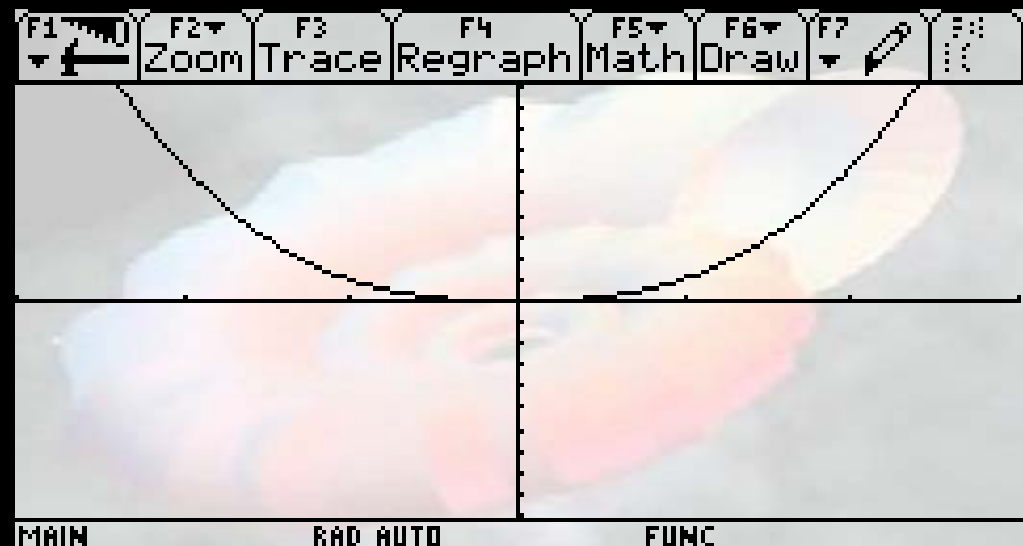 F1 F2 F3 F4 F5 F6 F7
Zoom Trace Regraph Math Draw
MAIN RAD AUTO FUNC